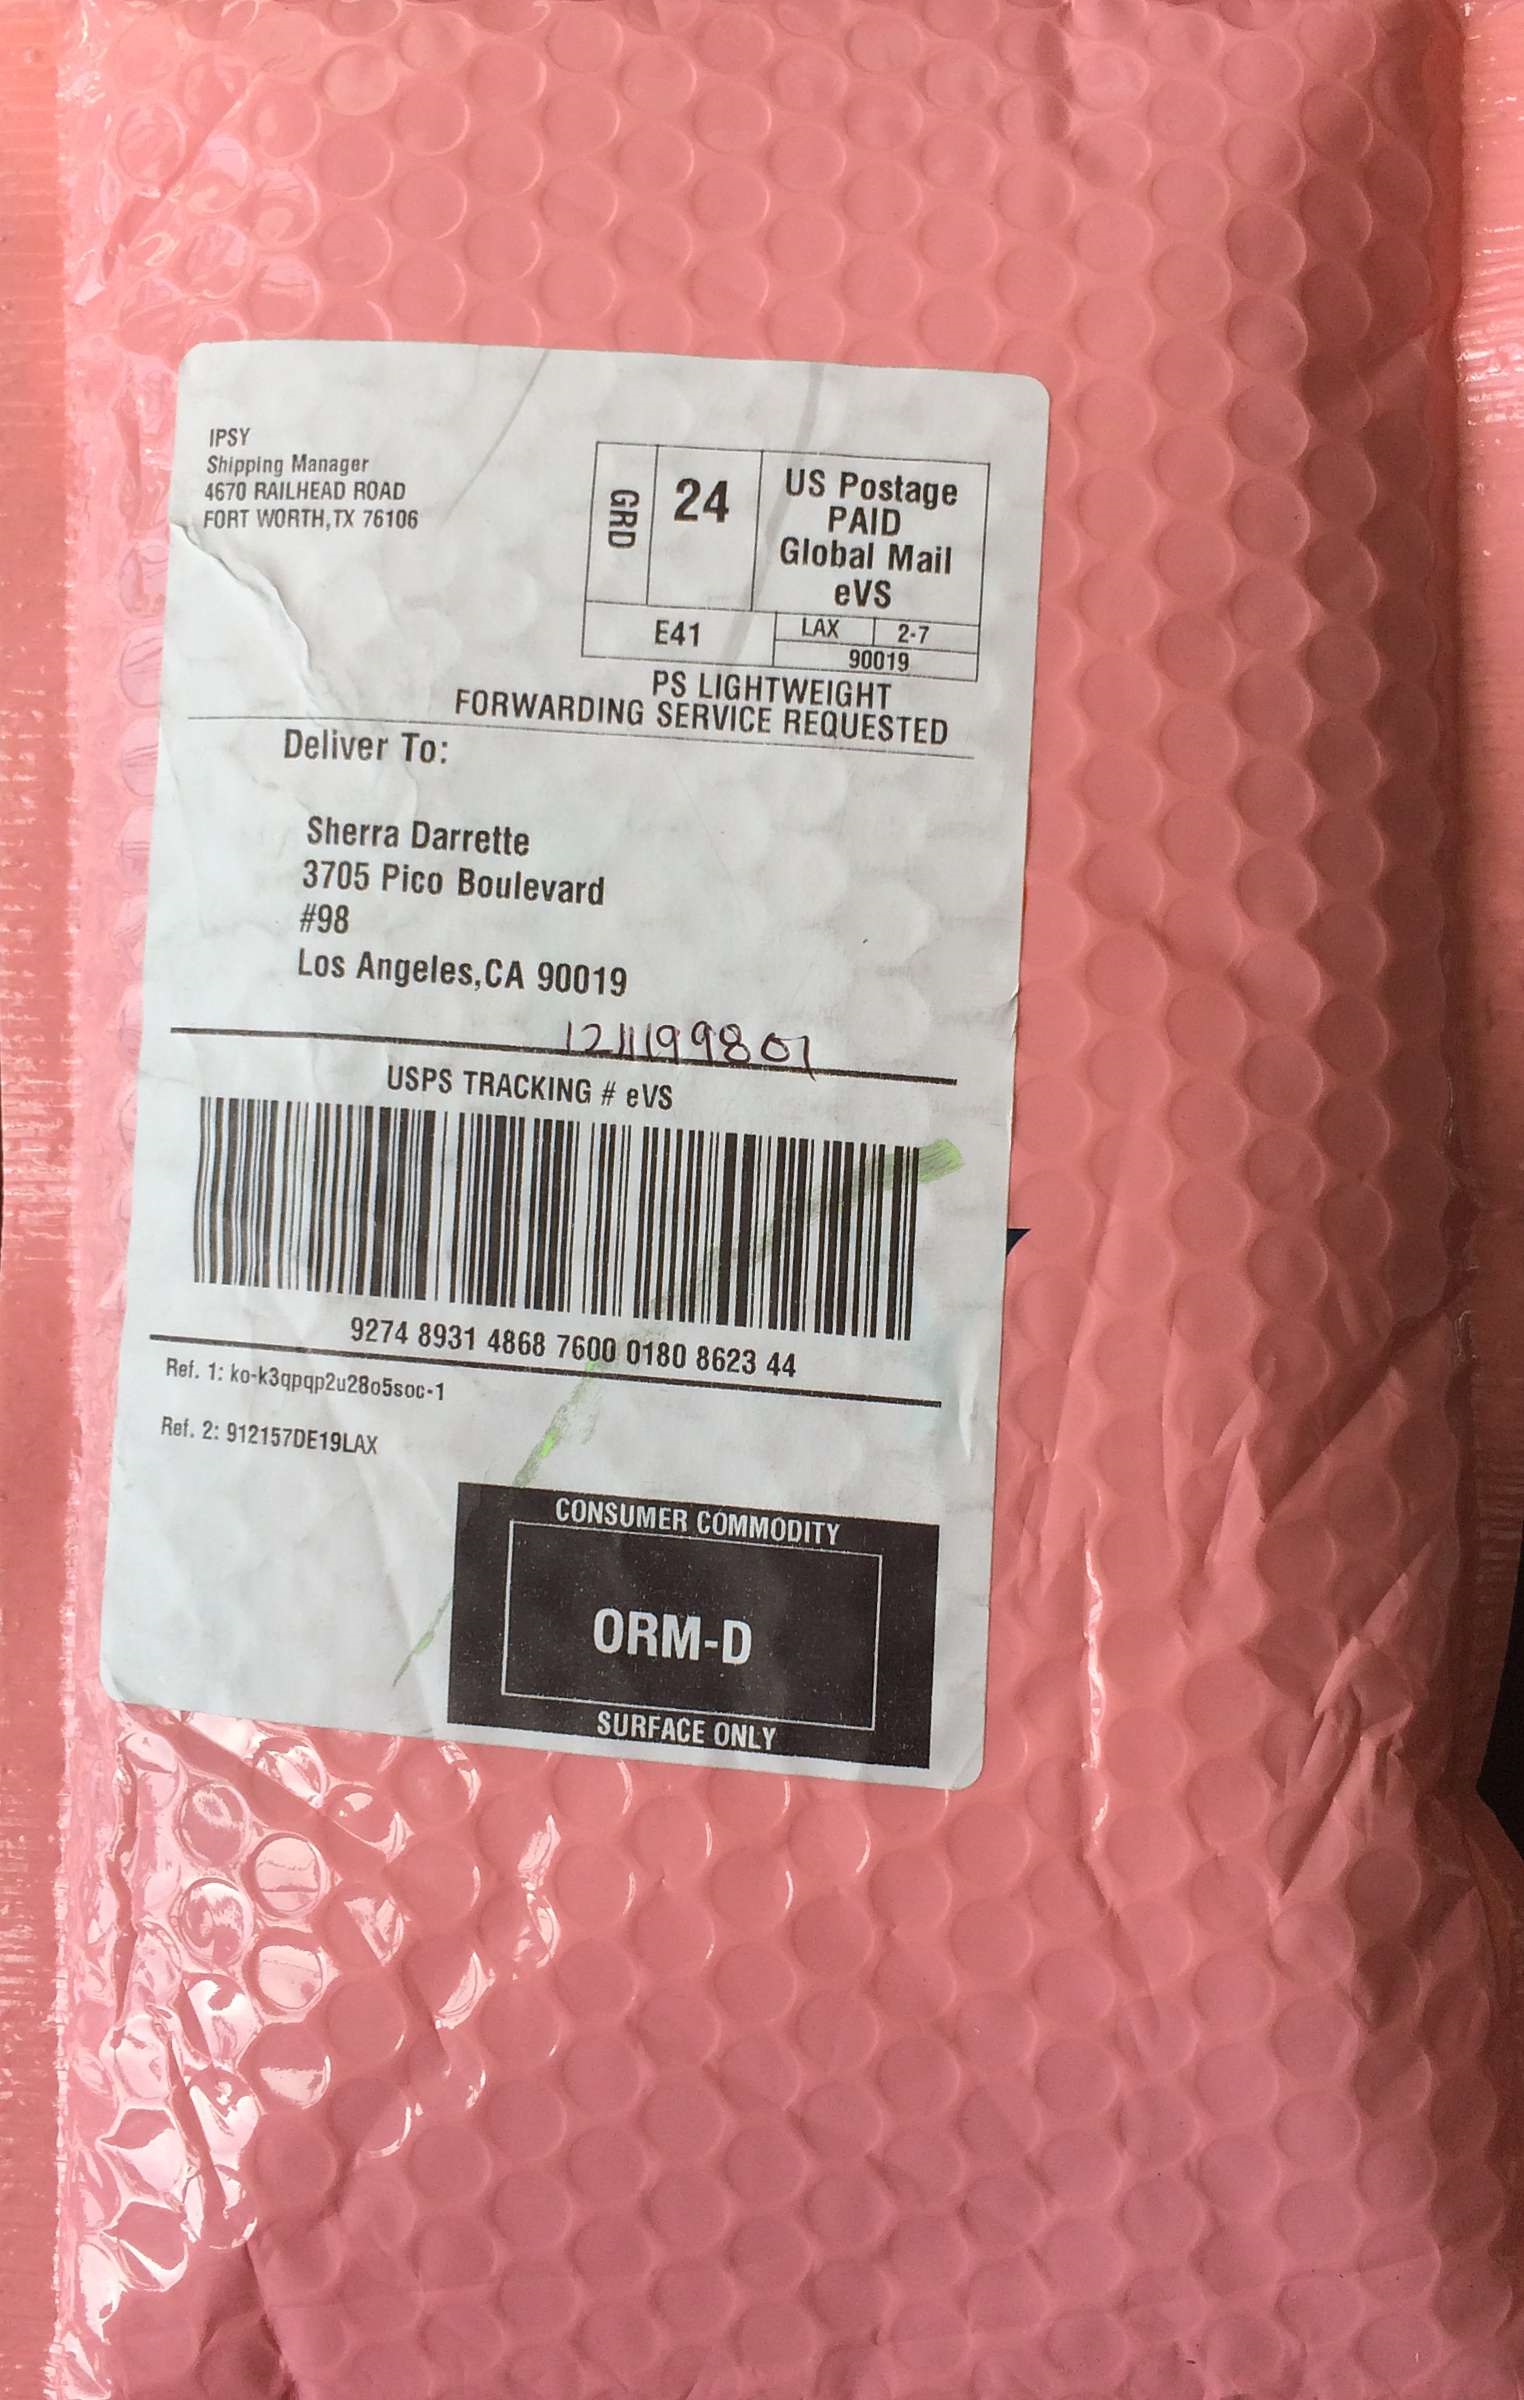 IPSY
Shipping Manager
4670 RAILHEAD ROAD
FORT WORTH,TX 76106
GRD
24
US Postage
PAID
Global Mail
eVS
E41
LAX
2-7
90019
PS LIGHTWEIGHT
FORWARDING SERVICE REQUESTED
Deliver To:
Sherra Darrette
3705 Pico Boulevard
#98
Los Angeles,CA 90019
1211199801
USPS TRACKING # eVS
9274 8931 4868 7600 0180 8623 44
Ref. 1: ko-k3qpqp2u28o5soc-1
Ref. 2: 912157DE19LAX
CONSUMER COMMODITY
ORM-D
SURFACE ONLY